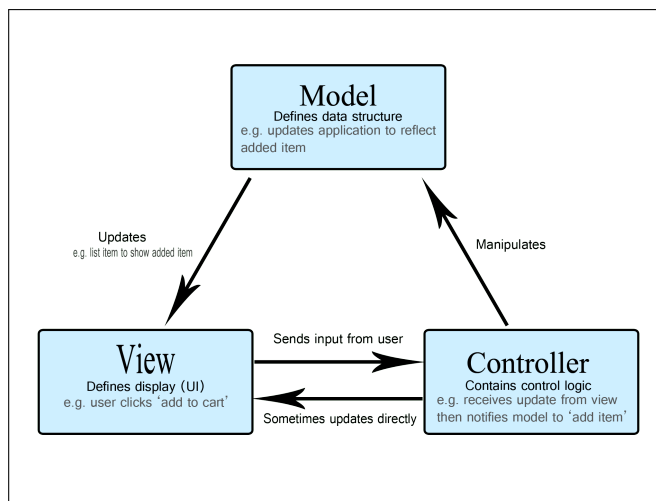 Model
Defines data structure
e.g. updates application to reflect
added item
Updates
e.g. list item to show added item
Manipulates
View
Defines display (UI)
e.g. user clicks ‘add to cart’
Sends input from user
Sometimes updates directly
Controller
Contains control logic
e.g. receives update from view
then notifies model to ‘add item’